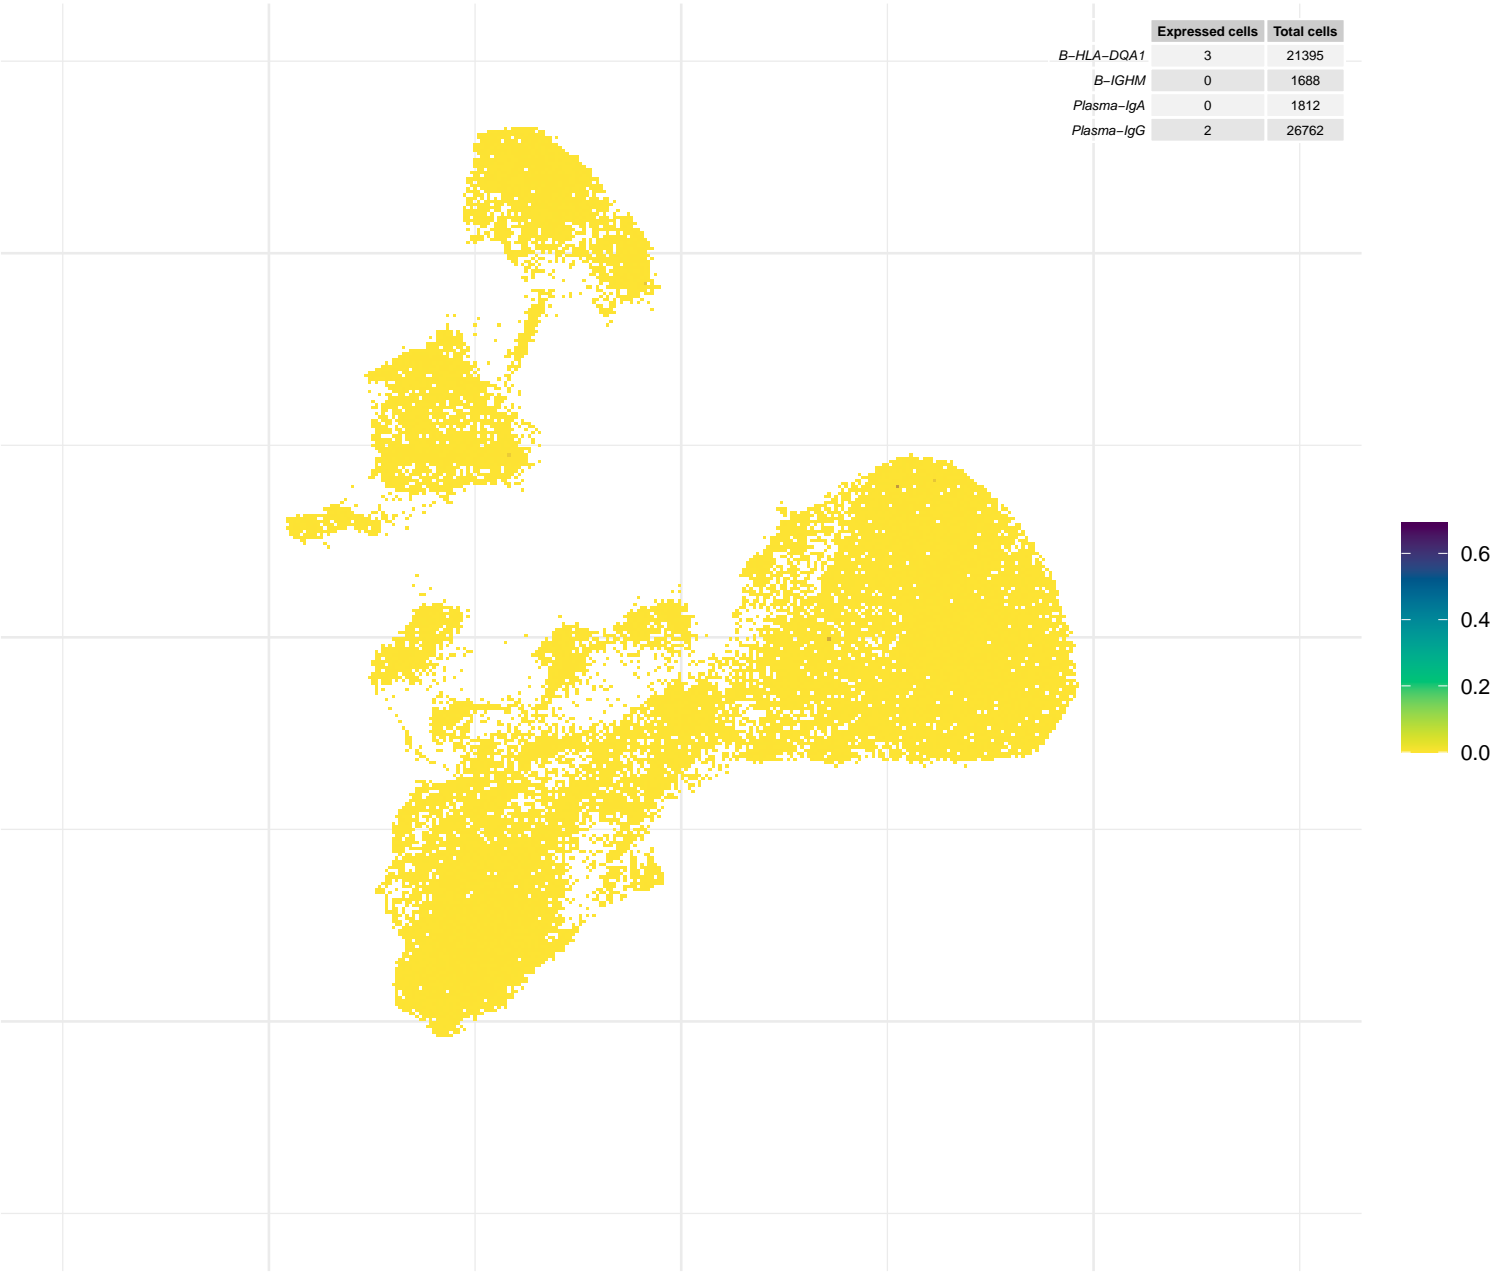 Expressed cells Total cells
B–HLA–DQA1 3 21395
B–IGHM 0 1688
Plasma–IgA 0 1812
Plasma–IgG 2 26762
0.6
0.4
0.2
0.0